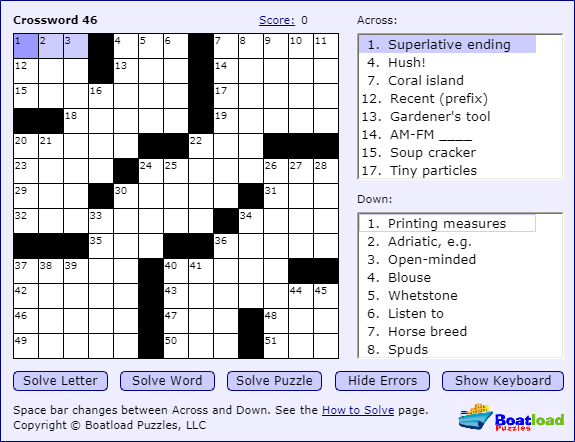 Crossword 46
Score: 0
1 2 3 4 5 6 7 8 9 10 11
12 13 14
15 16 17
18 19
20 21 22
23 24 25 26 27 28
29 30 31
32 33 34
35 36
37 38 39 40 41
42 43 44 45
46 47 48
49 50 51
Across:
1. Superlative ending
4. Hush!
7. Coral island
12. Recent (prefix)
13. Gardener's tool
14. AM-FM ____
15. Soup cracker
17. Tiny particles
Down:
1. Printing measures
2. Adriatic, e.g.
3. Open-minded
4. Blouse
5. Whetstone
6. Listen to
7. Horse breed
8. Spuds
Solve Letter
Solve Word
Solve Puzzle
Hide Errors
Show Keyboard
Space bar changes between Across and Down. See the How to Solve page.
Copyright © Boatload Puzzles, LLC
Boatload
Puzzles